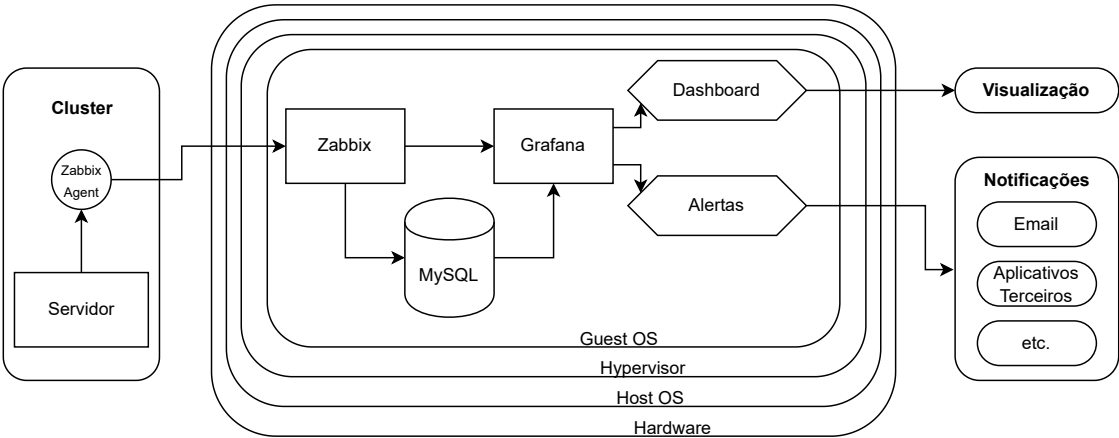 Cluster
Zabbix
Agent
Servidor
Zabbix
MySQL
Grafana
Dashboard
Alertas
Guest OS
Hypervisor
Host OS
Hardware
Visualização
Notificações
Email
Aplicativos
Terceiros
etc.